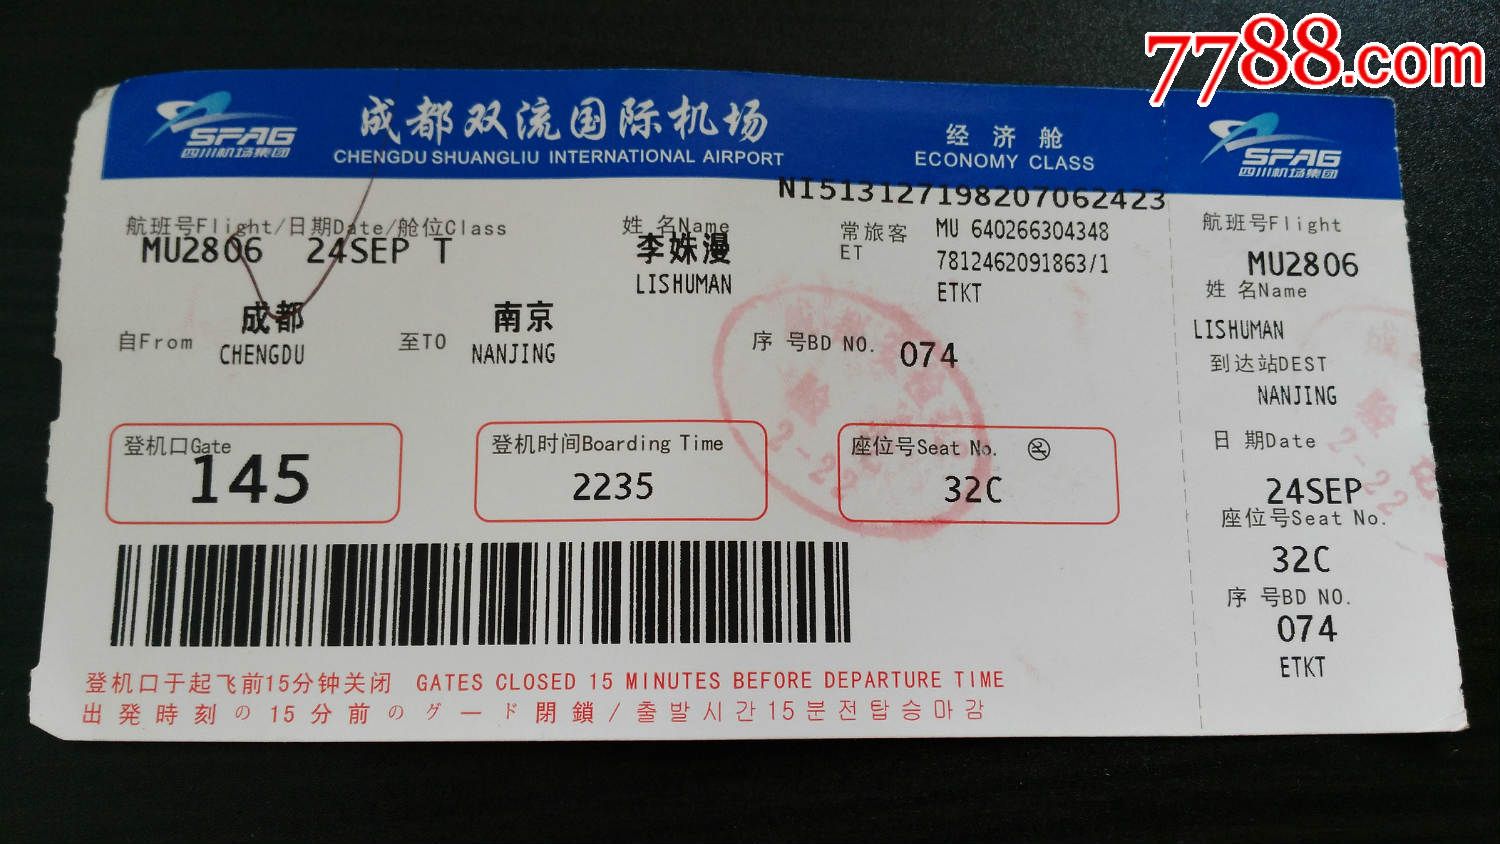 7788.com
SFAG
四川机场集团
成都双流国际机场
CHENGDU SHUANGLIU INTERNATIONAL AIRPORT
经济舱
ECONOMY CLASS
SFAG
四川机场集团
NI513127198207062423
航班号Flight/日期Date/舱位Class
MU2806 24SEP T
姓 名Name
李姝漫
LISHUMAN
常旅客 MU 640266304348
ET 7812462091863/1
ETKT
自From 成都
CHENGDU
至TO 南京
NANJING
序 号BD NO. 074
登机口Gate
145
登机时间Boarding Time
2235
座位号Seat No.
32C
登机口于起飞前15分钟关闭 GATES CLOSED 15 MINUTES BEFORE DEPARTURE TIME
出発時刻の15分前のゲード閉鎖/출발시간15분전탑승마감
航班号Flight
MU2806
姓 名Name
LISHUMAN
到达站DEST
NANJING
日 期Date
24SEP
座位号Seat No.
32C
序 号BD NO.
074
ETKT